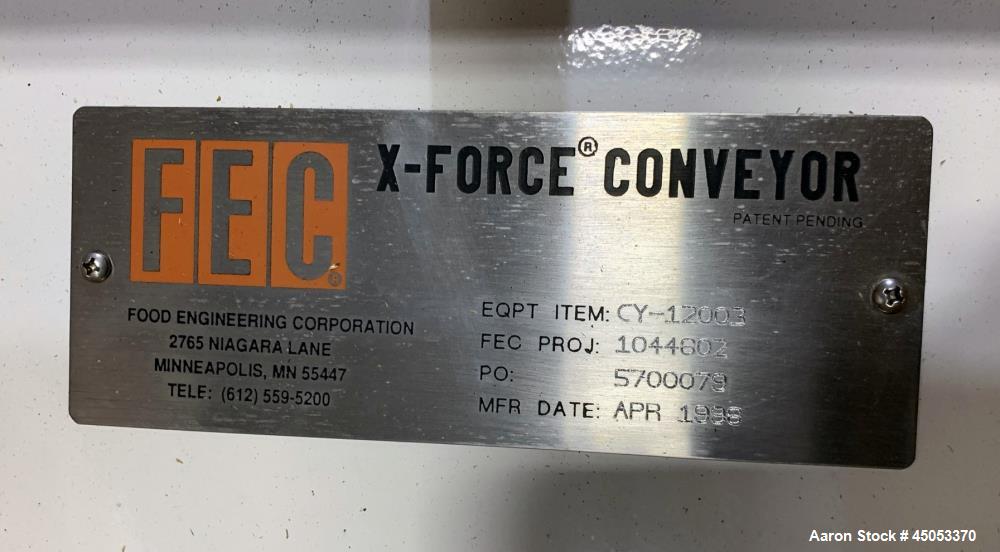 FEC®
X-FORCE® CONVEYOR
PATENT PENDING
FOOD ENGINEERING CORPORATION
2765 NIAGARA LANE
MINNEAPOLIS, MN 55447
TELE: (612) 559-5200
EQPT ITEM: CY-12003
FEC PROJ: 1044602
PO: 5700079
MFR DATE: APR
Aaron Stock # 45053370